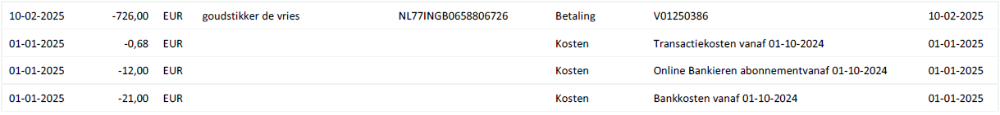 10-02-2025 -726,00 EUR goudstikker de vries NL77INGB0658806726 Betaling V01250386 10-02-2025
01-01-2025 -0,68 EUR Kosten Transactiekosten vanaf 01-10-2024 01-01-2025
01-01-2025 -12,00 EUR Kosten Online Bankieren abonnementvanaf 01-10-2024 01-01-2025
01-01-2025 -21,00 EUR Kosten Bankkosten vanaf 01-10-2024 01-01-2025